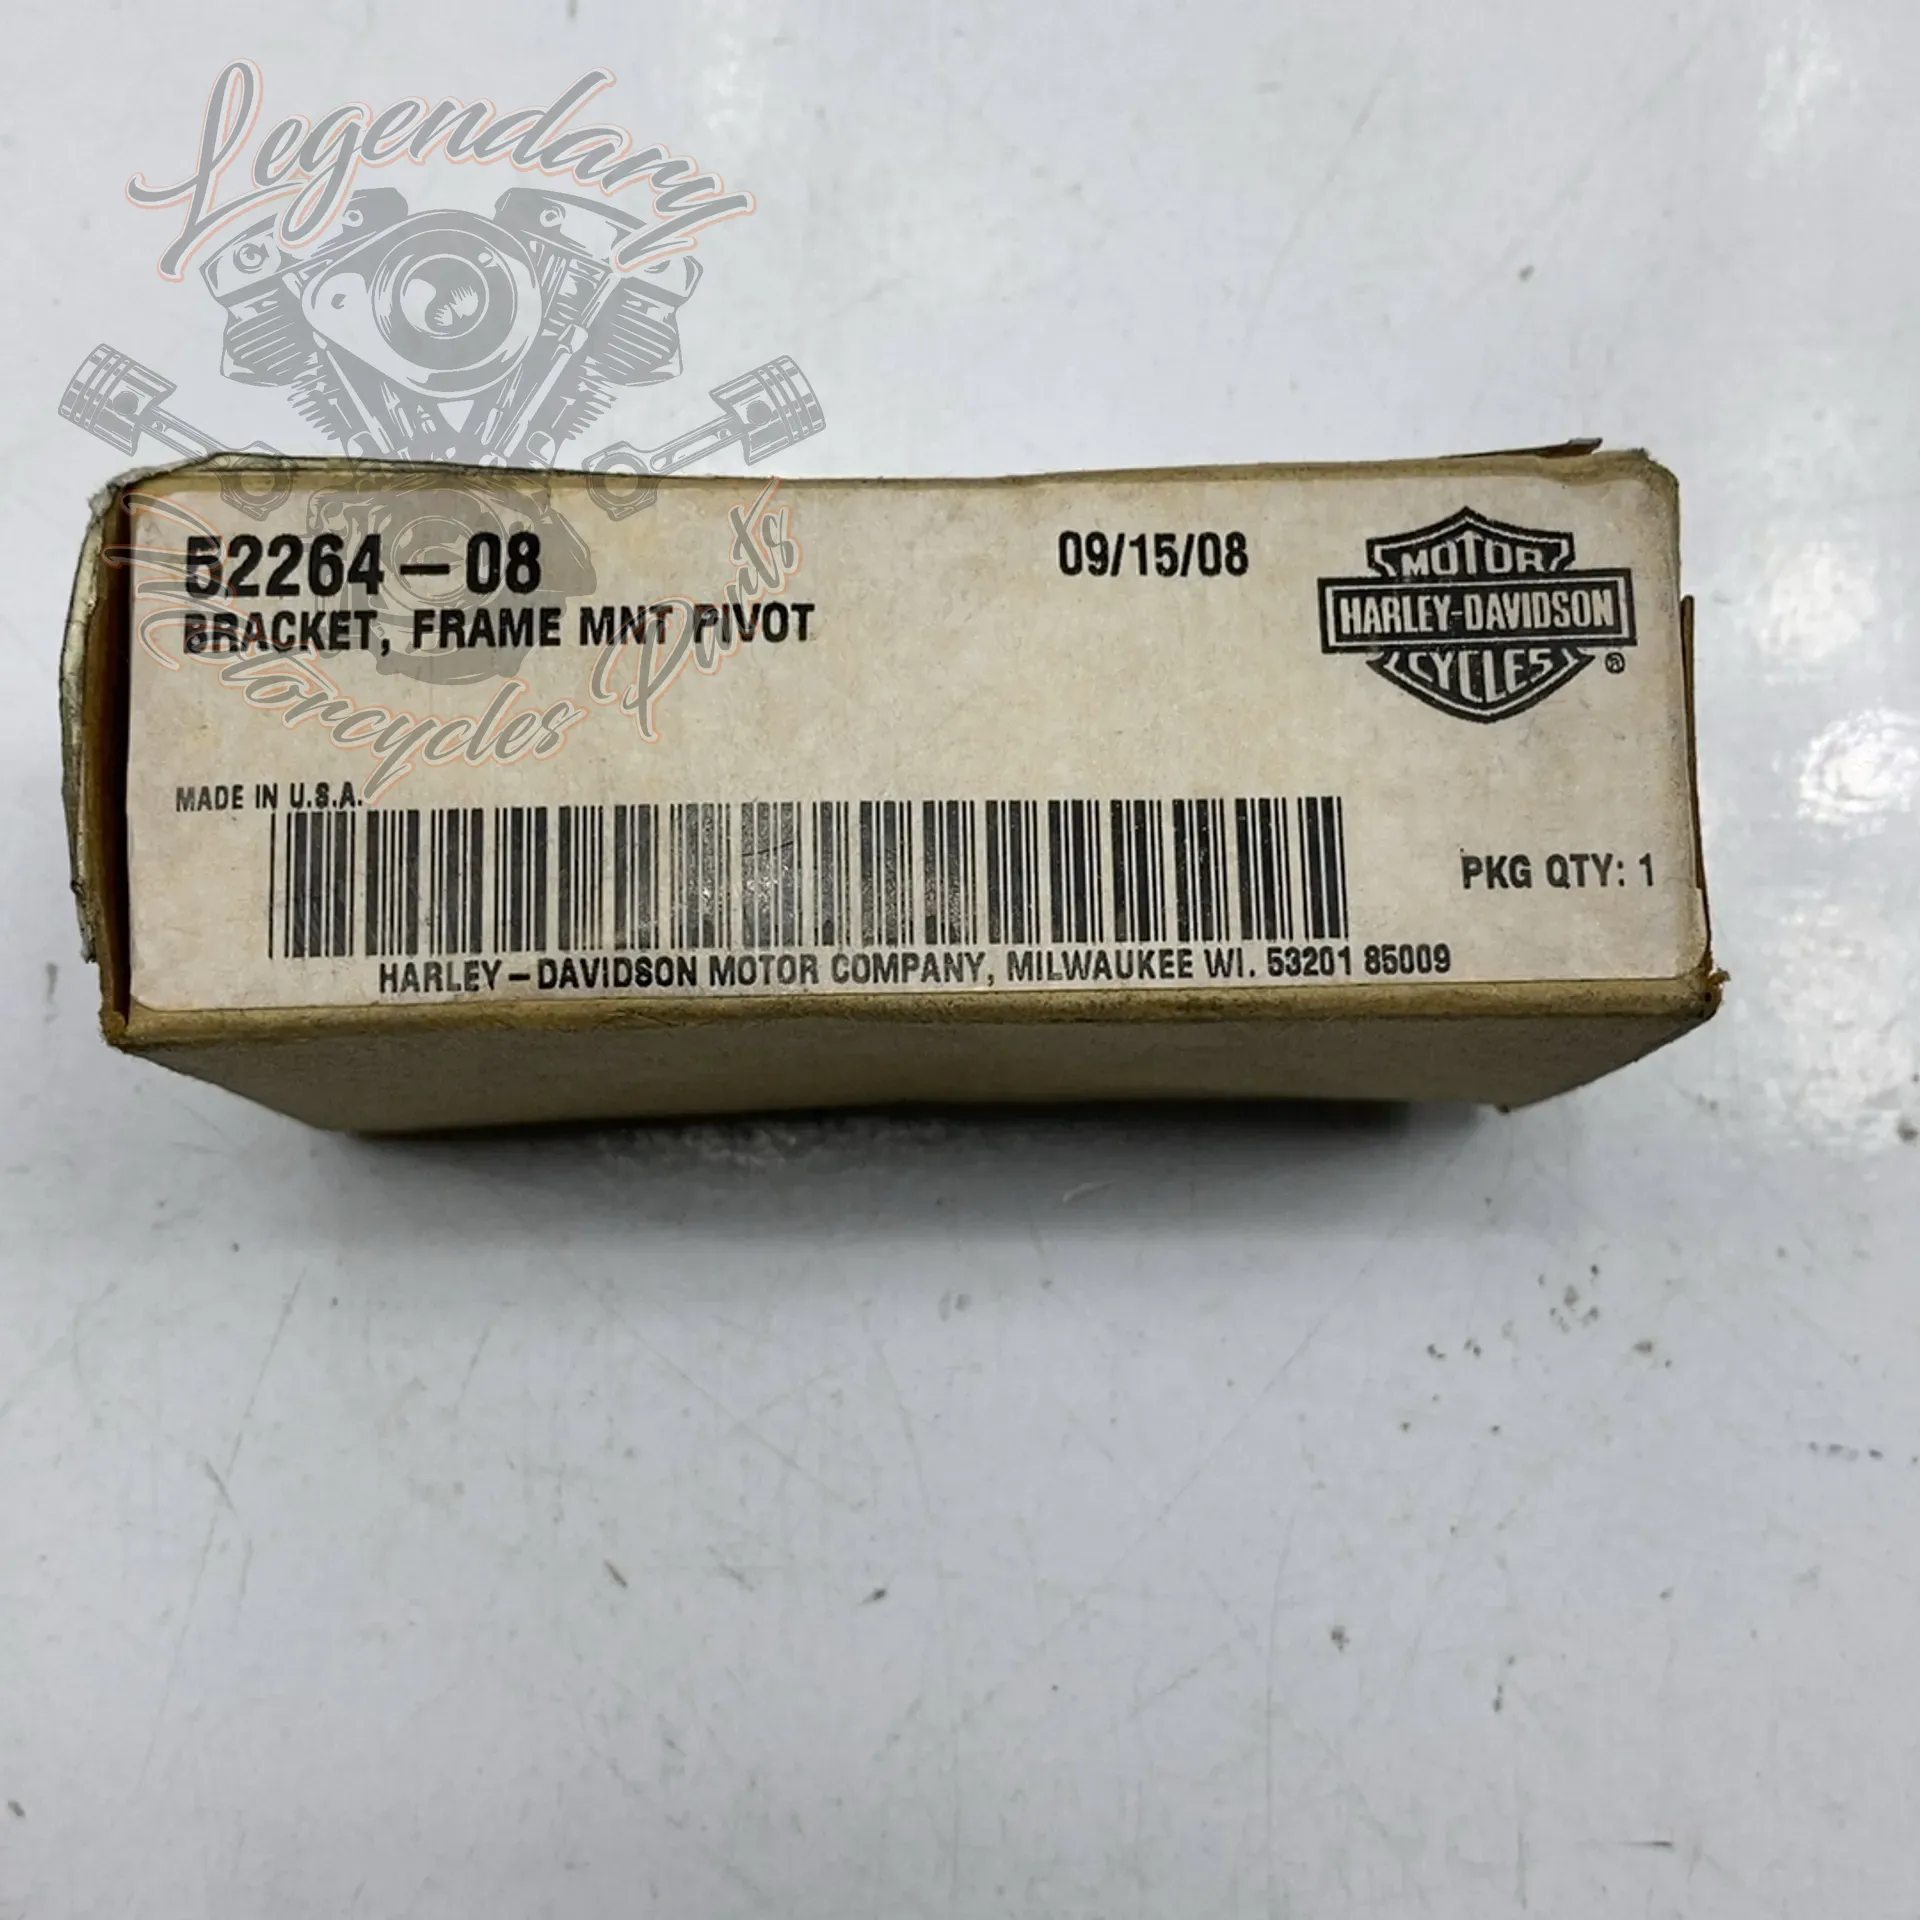 Legendary
Motorcycles Parts
52264-08
BRACKET, FRAME MNT PIVOT
09/15/08
MOTOR
HARLEY-DAVIDSON
CYCLES
®
MADE IN U.S.A.
PKG QTY: 1
HARLEY-DAVIDSON MOTOR COMPANY, MILWAUKEE WI. 53201 85009